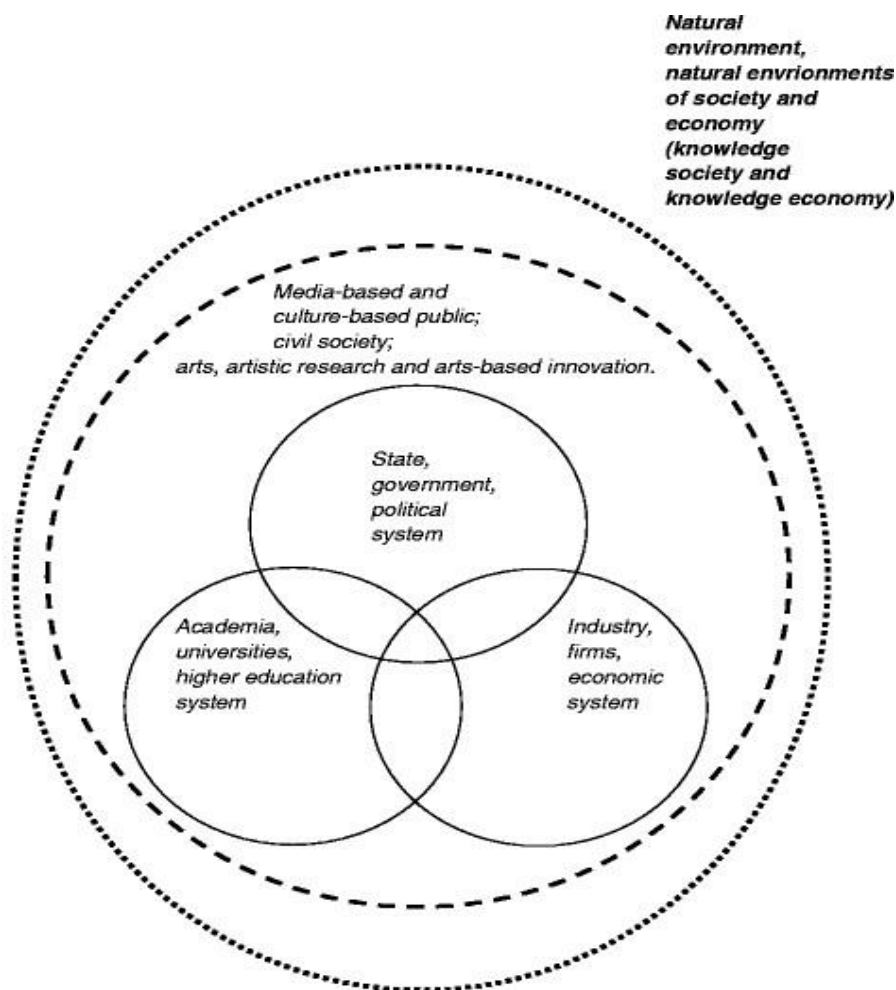 Natural
environment,
natural envrionments
of society and
economy
(knowledge
society and
knowledge economy)
Media-based and
culture-based public;
civil society;
arts, artistic research and arts-based innovation.
State,
government,
political
system
Academia,
universities,
higher education
system
Industry,
firms,
economic
system